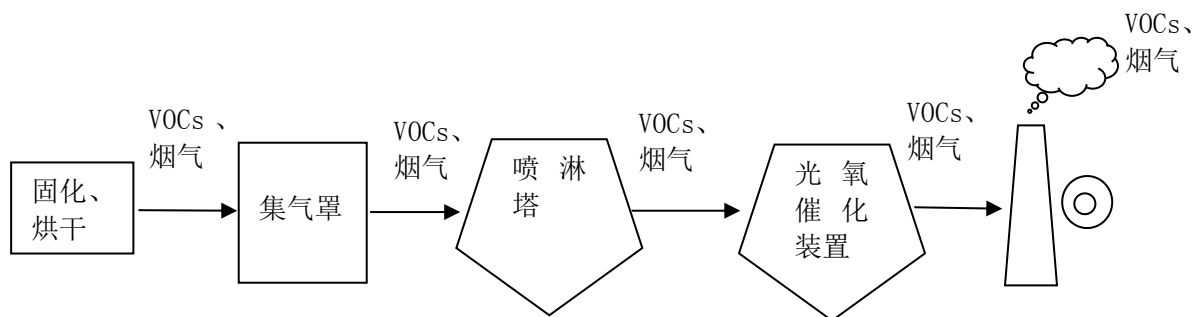 VOCs、
烟气
VOCs 、
烟气
VOCs、
烟气
VOCs、
烟气
VOCs、
烟气
固化、
烘干
集气罩
喷 淋
塔
光 氧
催 化
装置